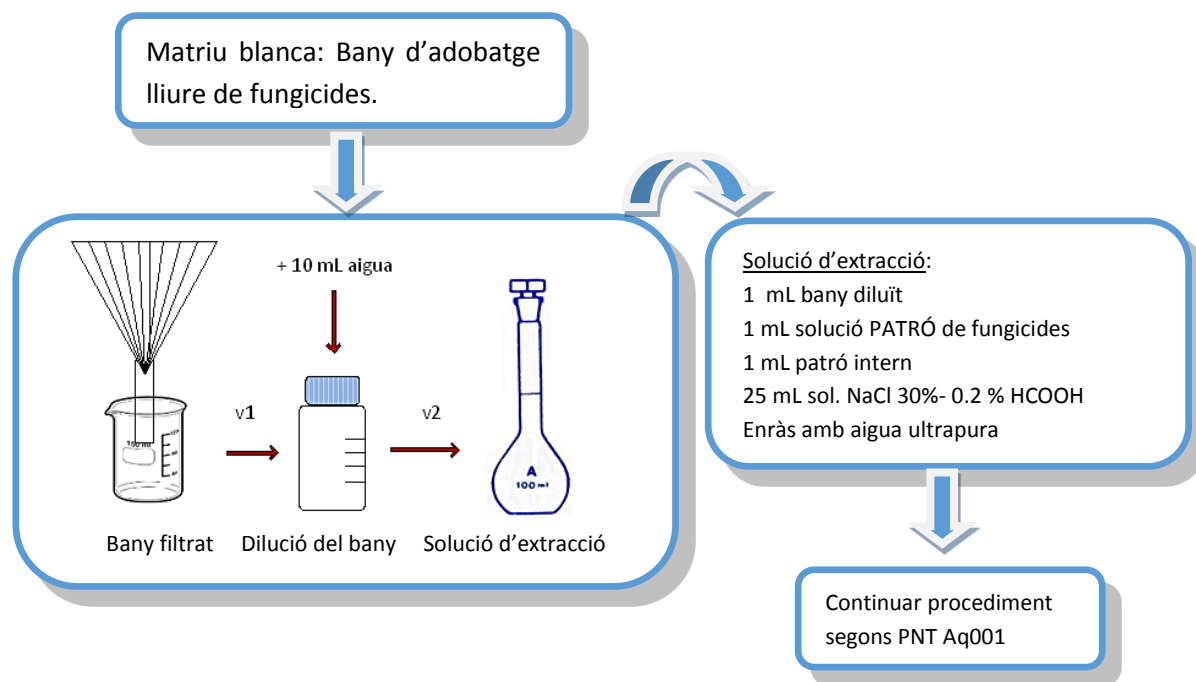 Matriu blanca: Bany d’adobatge
lliure de fungicides.
+ 10 mL aigua
v1
v2
A
100 ml
Bany filtrat
Dilució del bany
Solució d’extracció
Solució d’extracció:
1 mL bany diluït
1 mL solució PATRÓ de fungicides
1 mL patró intern
25 mL sol. NaCl 30%- 0.2 % HCOOH
Enràs amb aigua ultrapura
Continuar procediment
segons PNT Aq001